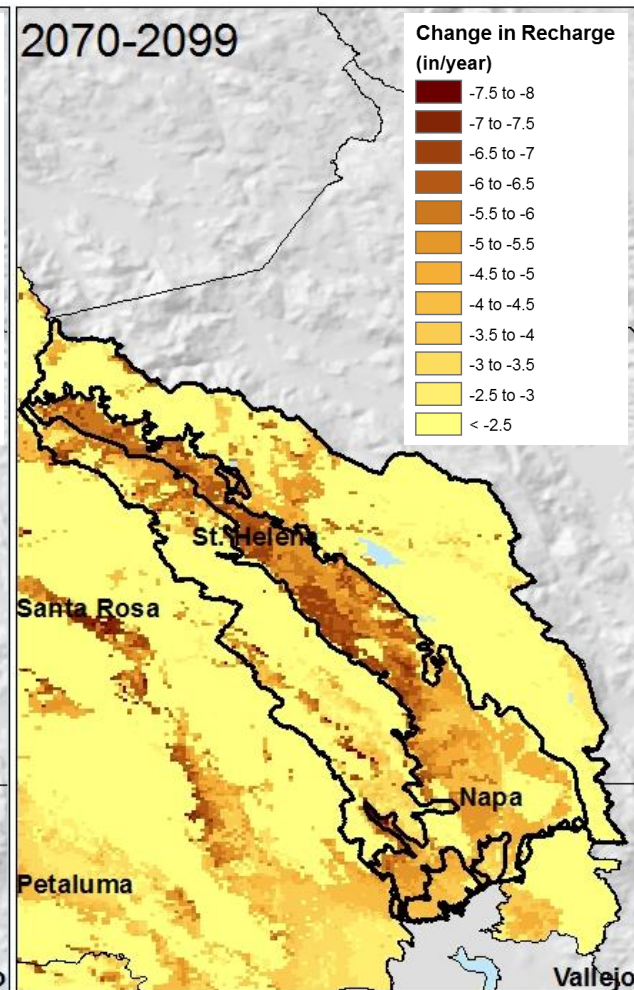 2070-2099
Change in Recharge
(in/year)
-7.5 to -8
-7 to -7.5
-6.5 to -7
-6 to -6.5
-5.5 to -6
-5 to -5.5
-4.5 to -5
-4 to -4.5
-3.5 to -4
-3 to -3.5
-2.5 to -3
< -2.5
St. Helena
Santa Rosa
Napa
Petaluma
Vallejo